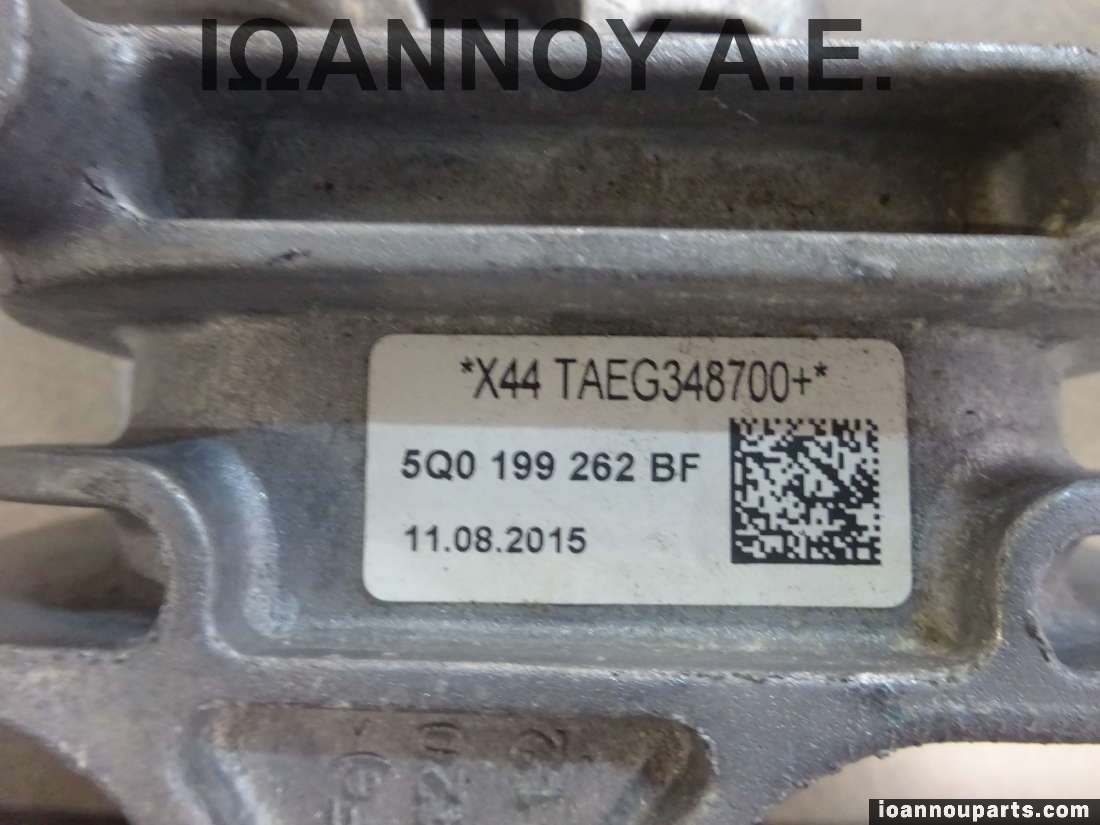 ΙΩΑΝΝΟΥ Α.Ε.
*X44 TAEG348700+*
5Q0 199 262 BF
11.08.2015
ioannouparts.com